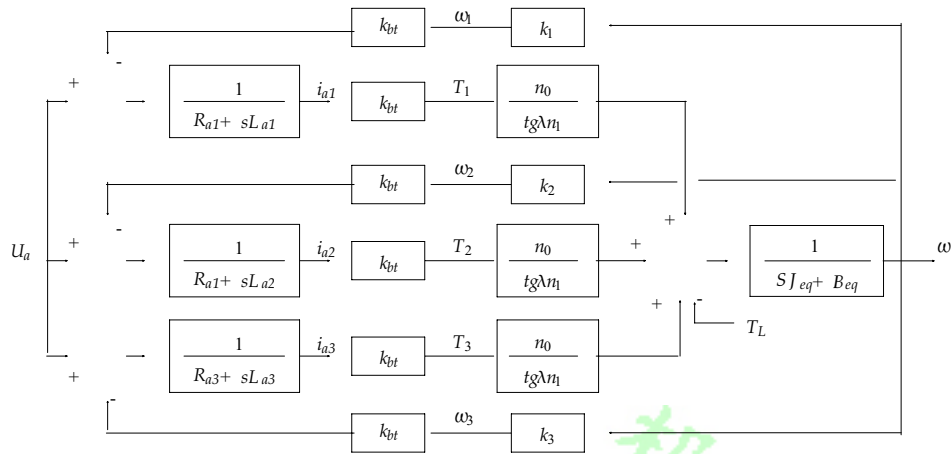 k_bt ω_1 k_1
-
+
1 / R_a1 + sL_a1 i_a1 k_bt T_1 n_0 / tgλn_1
k_bt ω_2 k_2
-
+ + +
U_a 1 / R_a1 + sL_a2 i_a2 k_bt T_2 n_0 / tgλn_1 1 / SJ_eq + B_eq ω
+ -
T_L
1 / R_a3 + sL_a3 i_a3 k_bt T_3 n_0 / tgλn_1
+
-
k_bt ω_3 k_3